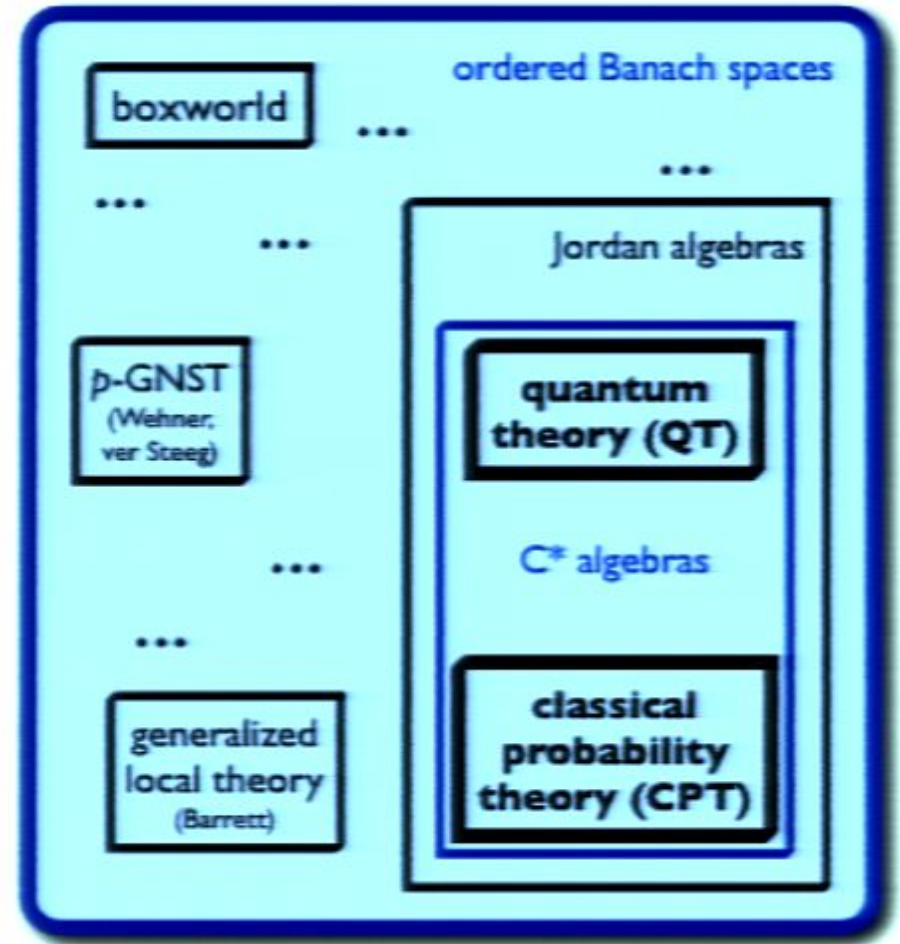 ordered Banach spaces
boxworld
...
...
...
...
Jordan algebras
p-GNST
(Wehner,
ver Steeg)
quantum
theory (QT)
C* algebras
...
...
generalized
local theory
(Barrett)
classical
probability
theory (CPT)